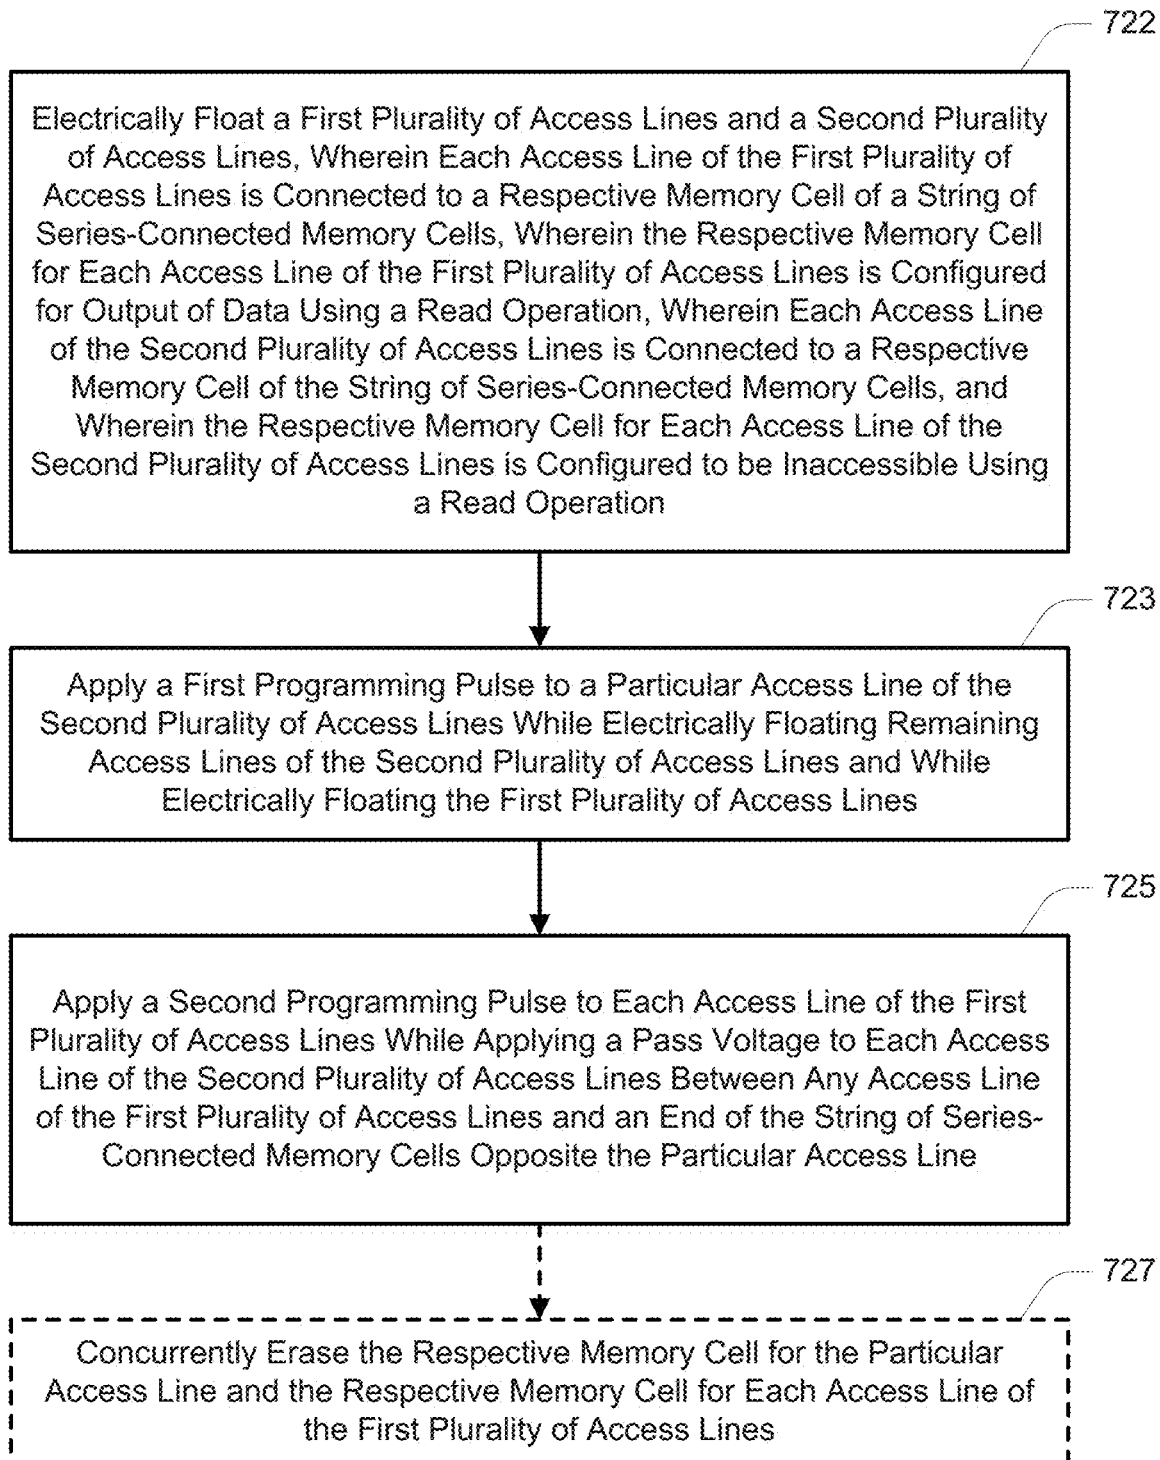 722
Electrically Float a First Plurality of Access Lines and a Second Plurality
of Access Lines, Wherein Each Access Line of the First Plurality of
Access Lines is Connected to a Respective Memory Cell of a String of
Series-Connected Memory Cells, Wherein the Respective Memory Cell
for Each Access Line of the First Plurality of Access Lines is Configured
for Output of Data Using a Read Operation, Wherein Each Access Line
of the Second Plurality of Access Lines is Connected to a Respective
Memory Cell of the String of Series-Connected Memory Cells, and
Wherein the Respective Memory Cell for Each Access Line of the
Second Plurality of Access Lines is Configured to be Inaccessible Using
a Read Operation
723
Apply a First Programming Pulse to a Particular Access Line of the
Second Plurality of Access Lines While Electrically Floating Remaining
Access Lines of the Second Plurality of Access Lines and While
Electrically Floating the First Plurality of Access Lines
725
Apply a Second Programming Pulse to Each Access Line of the First
Plurality of Access Lines While Applying a Pass Voltage to Each Access
Line of the Second Plurality of Access Lines Between Any Access Line
of the First Plurality of Access Lines and an End of the String of Series-
Connected Memory Cells Opposite the Particular Access Line
727
Concurrently Erase the Respective Memory Cell for the Particular
Access Line and the Respective Memory Cell for Each Access Line of
the First Plurality of Access Lines